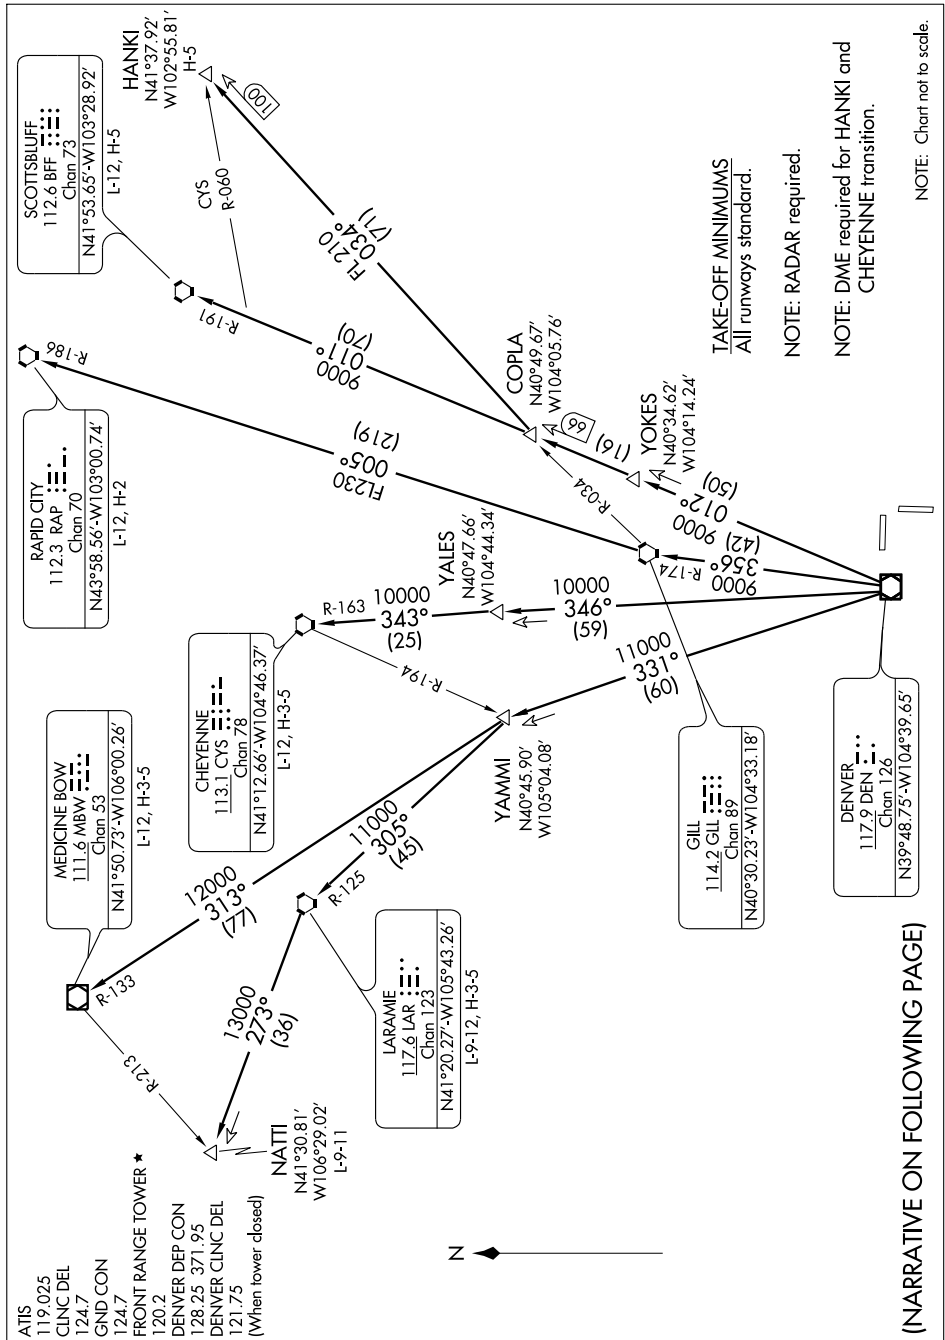 ATIS
119.025
CLNC DEL
124.7
GND CON
124.7
FRONT RANGE TOWER ★
120.2
DENVER DEP CON
128.25 371.95
DENVER CLNC DEL
121.75
(When tower closed)
NATTI
N41°30.81'
W106°29.02'
L-9-11
R-213
R-133
MEDICINE BOW
111.6 MBW
Chan 53
N41°50.73'-W106°00.26'
L-12, H-3-5
12000
313°
(77)
13000
273°
(36)
LARAMIE
117.6 LAR
Chan 123
N41°20.27'-W105°43.26'
L-9-12, H-3-5
R-125
11000
305°
(45)
CHEYENNE
113.1 CYS
Chan 78
N41°12.66'-W104°46.37'
L-12, H-3-5
R-163
R-194
10000
343°
(25)
YAMMI
N40°45.90'
W105°04.08'
YALES
N40°47.66'
W104°44.34'
11000
331°
(60)
10000
346°
(59)
RAPID CITY
112.3 RAP
Chan 70
N43°58.56'-W103°00.74'
L-12, H-2
R-186
FL230
005°
(219)
SCOTTSBLUFF
112.6 BFF
Chan 73
N41°53.65'-W103°28.92'
L-12, H-5
R-191
9000
011°
(70)
HANKI
N41°37.92'
W102°55.81'
H-5
100
CYS
R-060
FL210
034°
(71)
COPLA
N40°49.67'
W104°05.76'
66
(16)
R-034
YOKES
N40°34.62'
W104°14.24'
9000
012°
(50)
R-174
9000
356°
(42)
GILL
114.2 GLL
Chan 89
N40°30.23'-W104°33.18'
DENVER
117.9 DEN
Chan 126
N39°48.75'-W104°39.65'
TAKE-OFF MINIMUMS
All runways standard.
NOTE: RADAR required.
NOTE: DME required for HANKI and
CHEYENNE transition.
NOTE: Chart not to scale.
N
(NARRATIVE ON FOLLOWING PAGE)